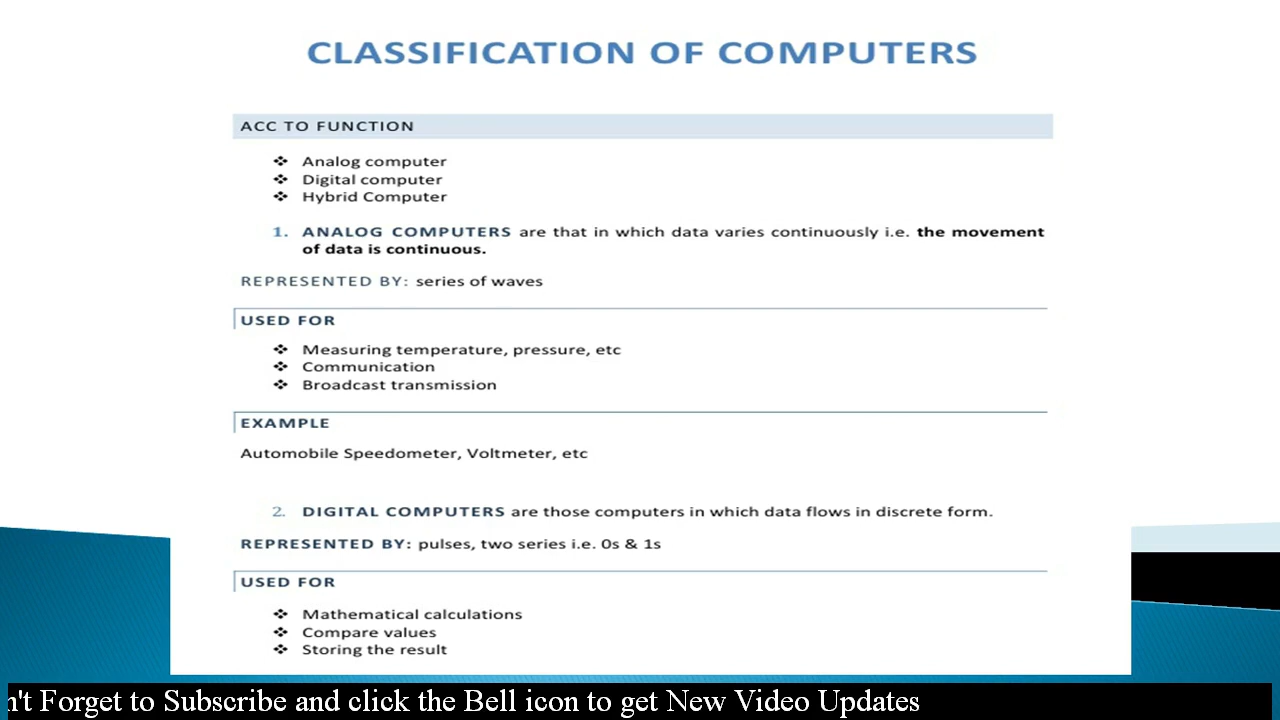 CLASSIFICATION OF COMPUTERS
ACC TO FUNCTION
❖ Analog computer
❖ Digital computer
❖ Hybrid Computer
1. ANALOG COMPUTERS are that in which data varies continuously i.e. the movement
of data is continuous.
REPRESENTED BY: series of waves
USED FOR
❖ Measuring temperature, pressure, etc
❖ Communication
❖ Broadcast transmission
EXAMPLE
Automobile Speedometer, Voltmeter, etc
2. DIGITAL COMPUTERS are those computers in which data flows in discrete form.
REPRESENTED BY: pulses, two series i.e. 0s & 1s
USED FOR
❖ Mathematical calculations
❖ Compare values
❖ Storing the result
n't Forget to Subscribe and click the Bell icon to get New Video Updates